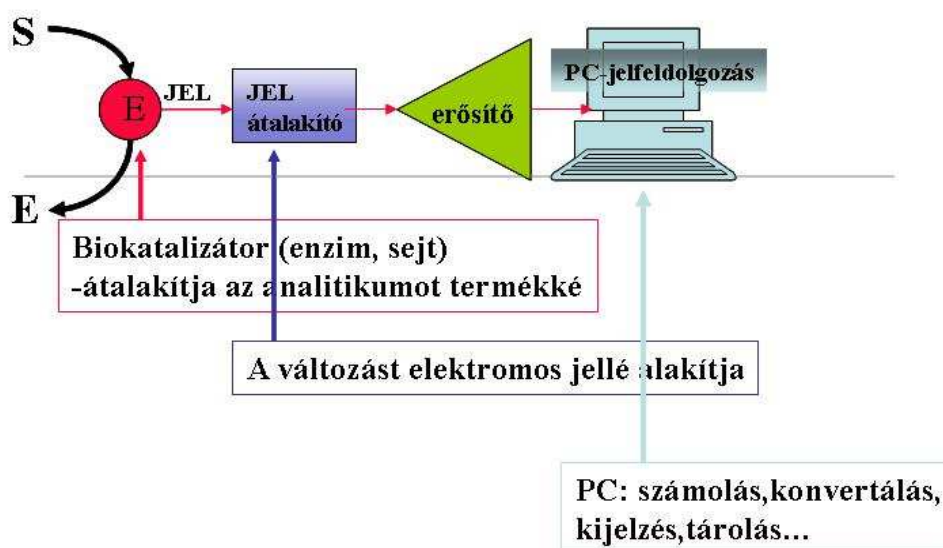 S
E
JEL
JEL
átalakító
erősítő
PC-jelfeldolgozás
E
Biokatalizátor (enzim, sejt)
-átalakítja az analitikumot termékké
A változást elektromos jellé alakítja
PC: számolás,konvertálás,
kijelzés,tárolás...